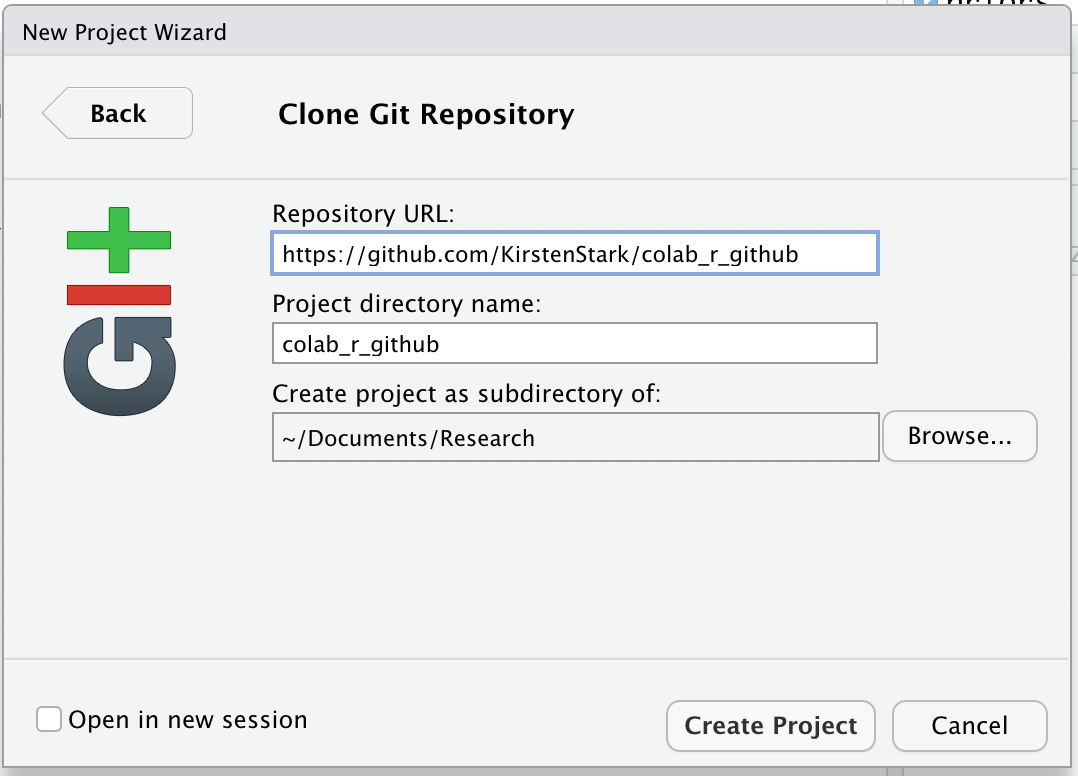 New Project Wizard
Back
Clone Git Repository
Repository URL:
https://github.com/KirstenStark/colab_r_github
Project directory name:
colab_r_github
Create project as subdirectory of:
~/Documents/Research
Browse...
GIt
Open in new session
Create Project
Cancel